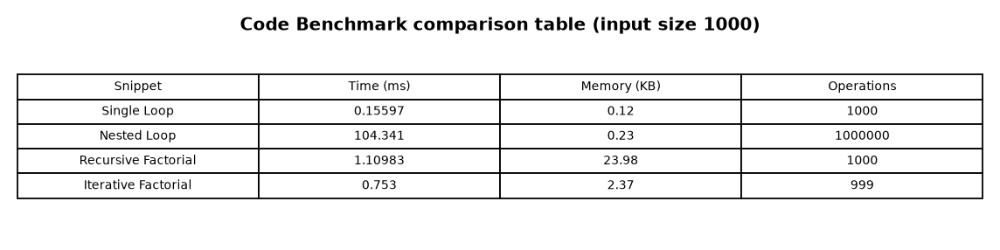 Code Benchmark comparison table (input size 1000)
Snippet Time (ms) Memory (KB) Operations
Single Loop 0.15597 0.12 1000
Nested Loop 104.341 0.23 1000000
Recursive Factorial 1.10983 23.98 1000
Iterative Factorial 0.753 2.37 999